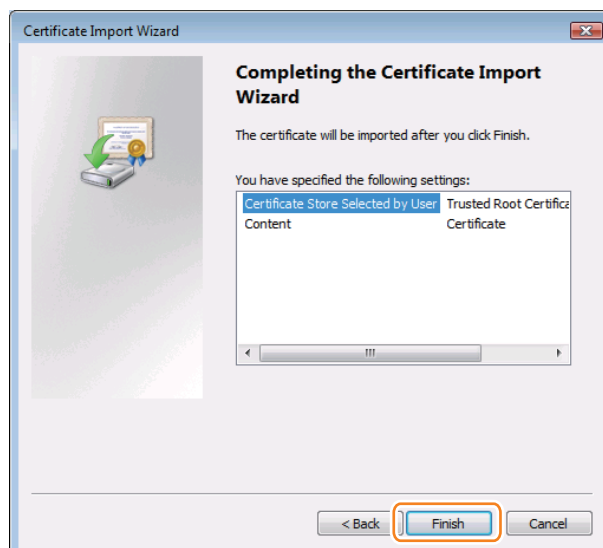 Certificate Import Wizard
Completing the Certificate Import
Wizard
The certificate will be imported after you click Finish.
You have specified the following settings:
Certificate Store Selected by User Trusted Root Certifica
Content Certificate
< Back Finish Cancel